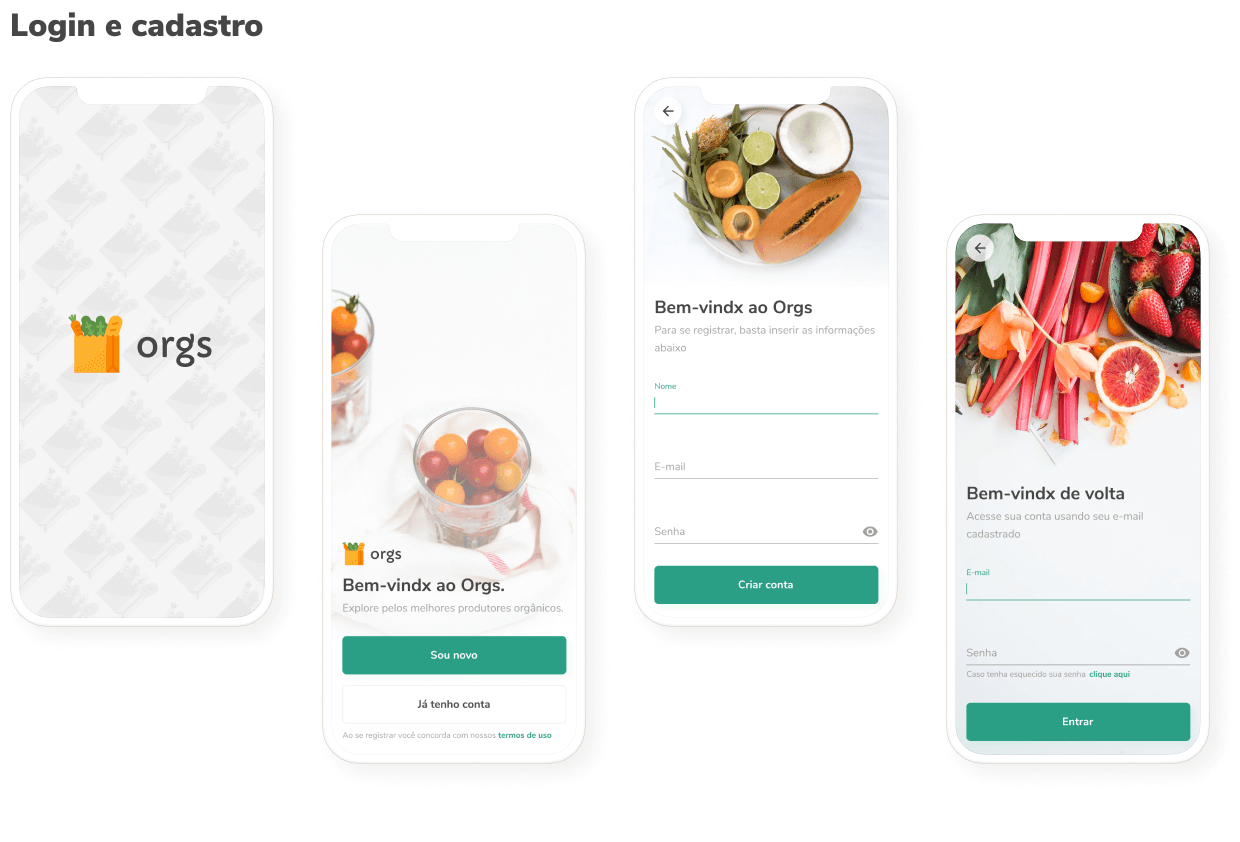 Login e cadastro
orgs
orgs
Bem-vindx ao Orgs.
Explore pelos melhores produtores orgânicos.
Sou novo
Já tenho conta
Ao se registrar você concorda com nossos termos de uso
Bem-vindx ao Orgs
Para se registrar, basta inserir as informações
abaixo
Nome
E-mail
Senha
Criar conta
Bem-vindx de volta
Acesse sua conta usando seu e-mail
cadastrado
E-mail
Senha
Caso tenha esquecido sua senha clique aqui
Entrar